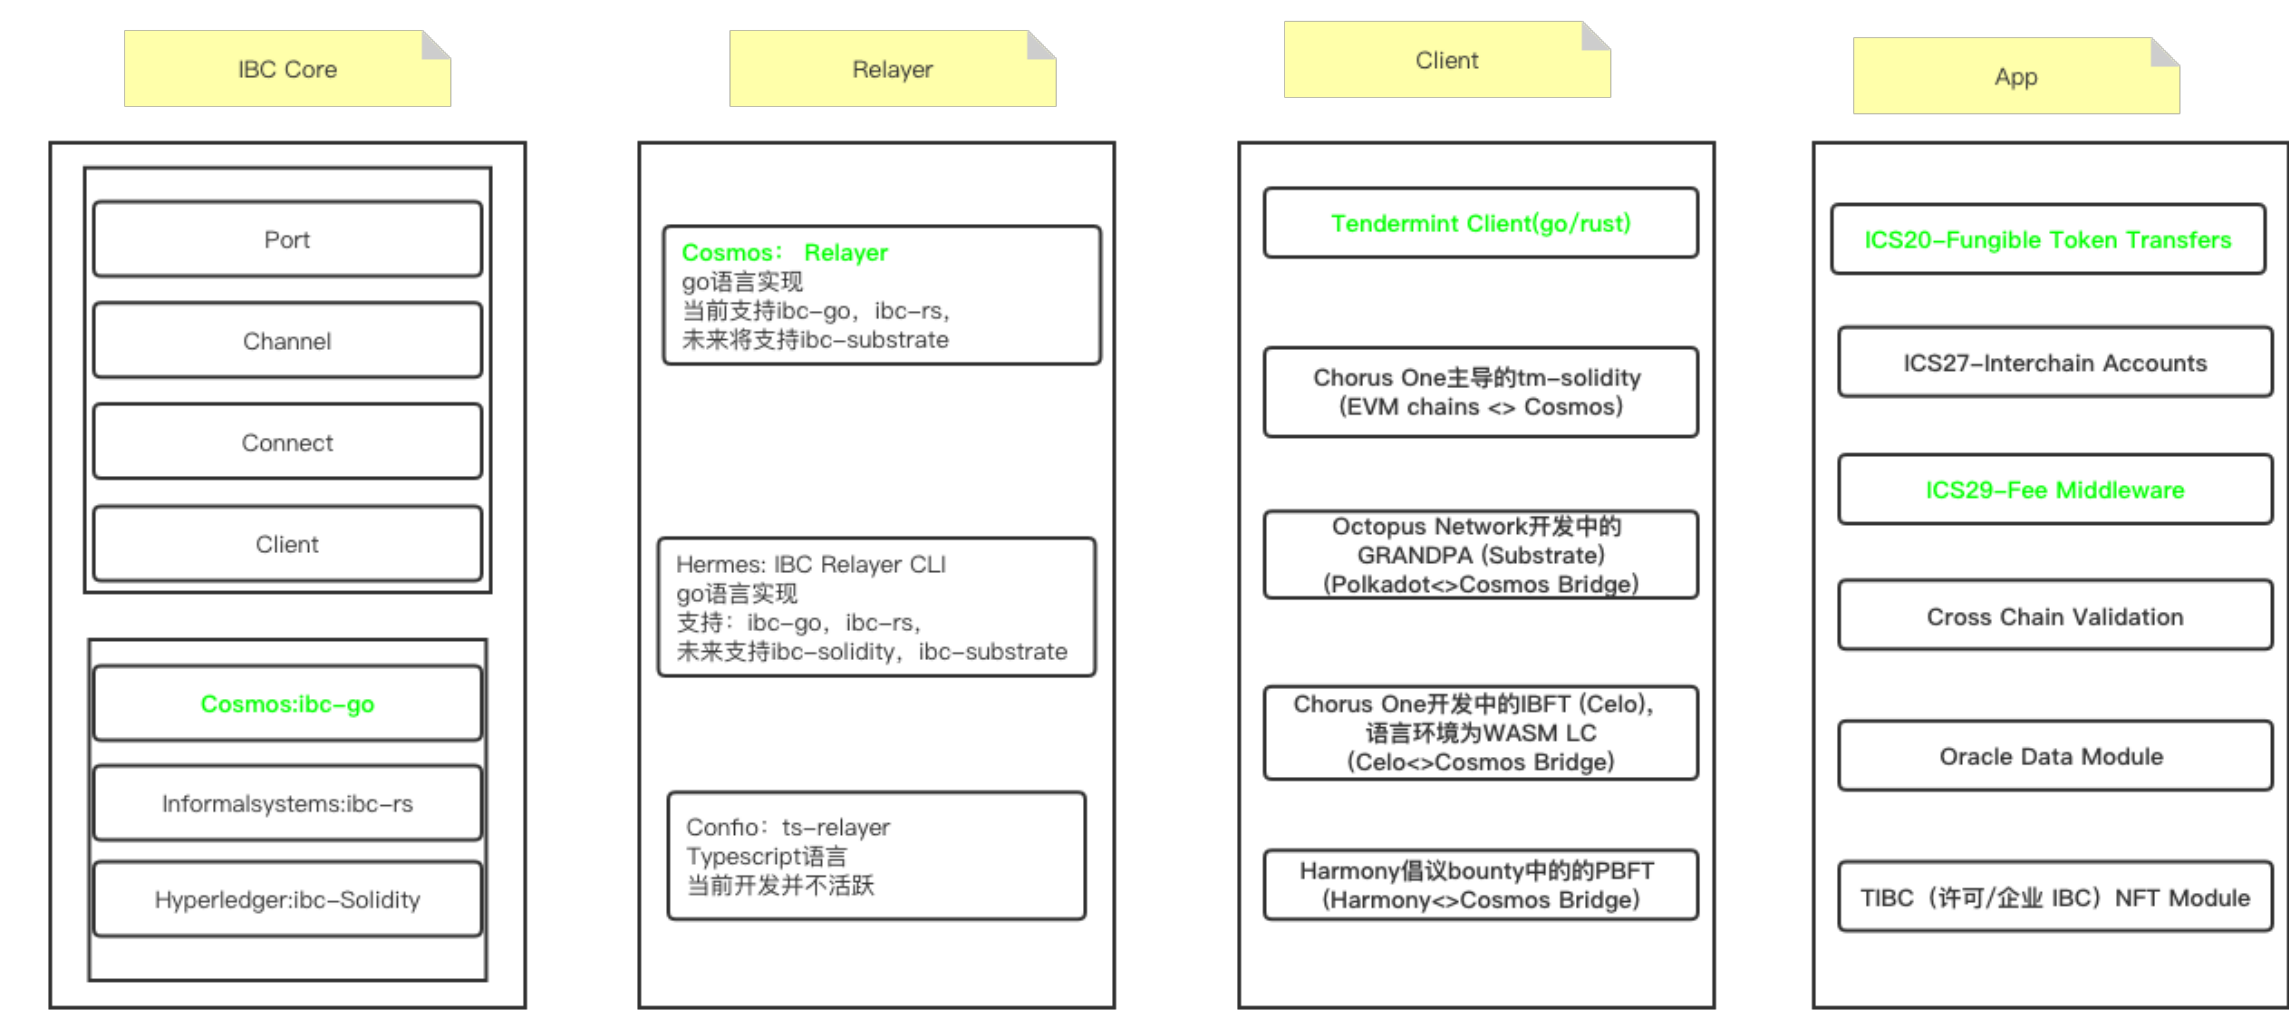 IBC Core
Port
Channel
Connect
Client
Cosmos:ibc-go
Informalsystems:ibc-rs
Hyperledger:ibc-Solidity
Relayer
Cosmos： Relayer
go语言实现
当前支持ibc-go，ibc-rs，
未来将支持ibc-substrate
Hermes: IBC Relayer CLI
go语言实现
支持：ibc-go，ibc-rs，
未来支持ibc-solidity，ibc-substrate
Confio：ts-relayer
Typescript语言
当前开发并不活跃
Client
Tendermint Client(go/rust)
Chorus One主导的tm-solidity
(EVM chains <> Cosmos)
Octopus Network开发中的
GRANDPA (Substrate)
(Polkadot<>Cosmos Bridge)
Chorus One开发中的IBFT (Celo),
语言环境为WASM LC
(Celo<>Cosmos Bridge)
Harmony倡议bounty中的的PBFT
(Harmony<>Cosmos Bridge)
App
ICS20-Fungible Token Transfers
ICS27-Interchain Accounts
ICS29-Fee Middleware
Cross Chain Validation
Oracle Data Module
TIBC（许可/企业 IBC）NFT Module